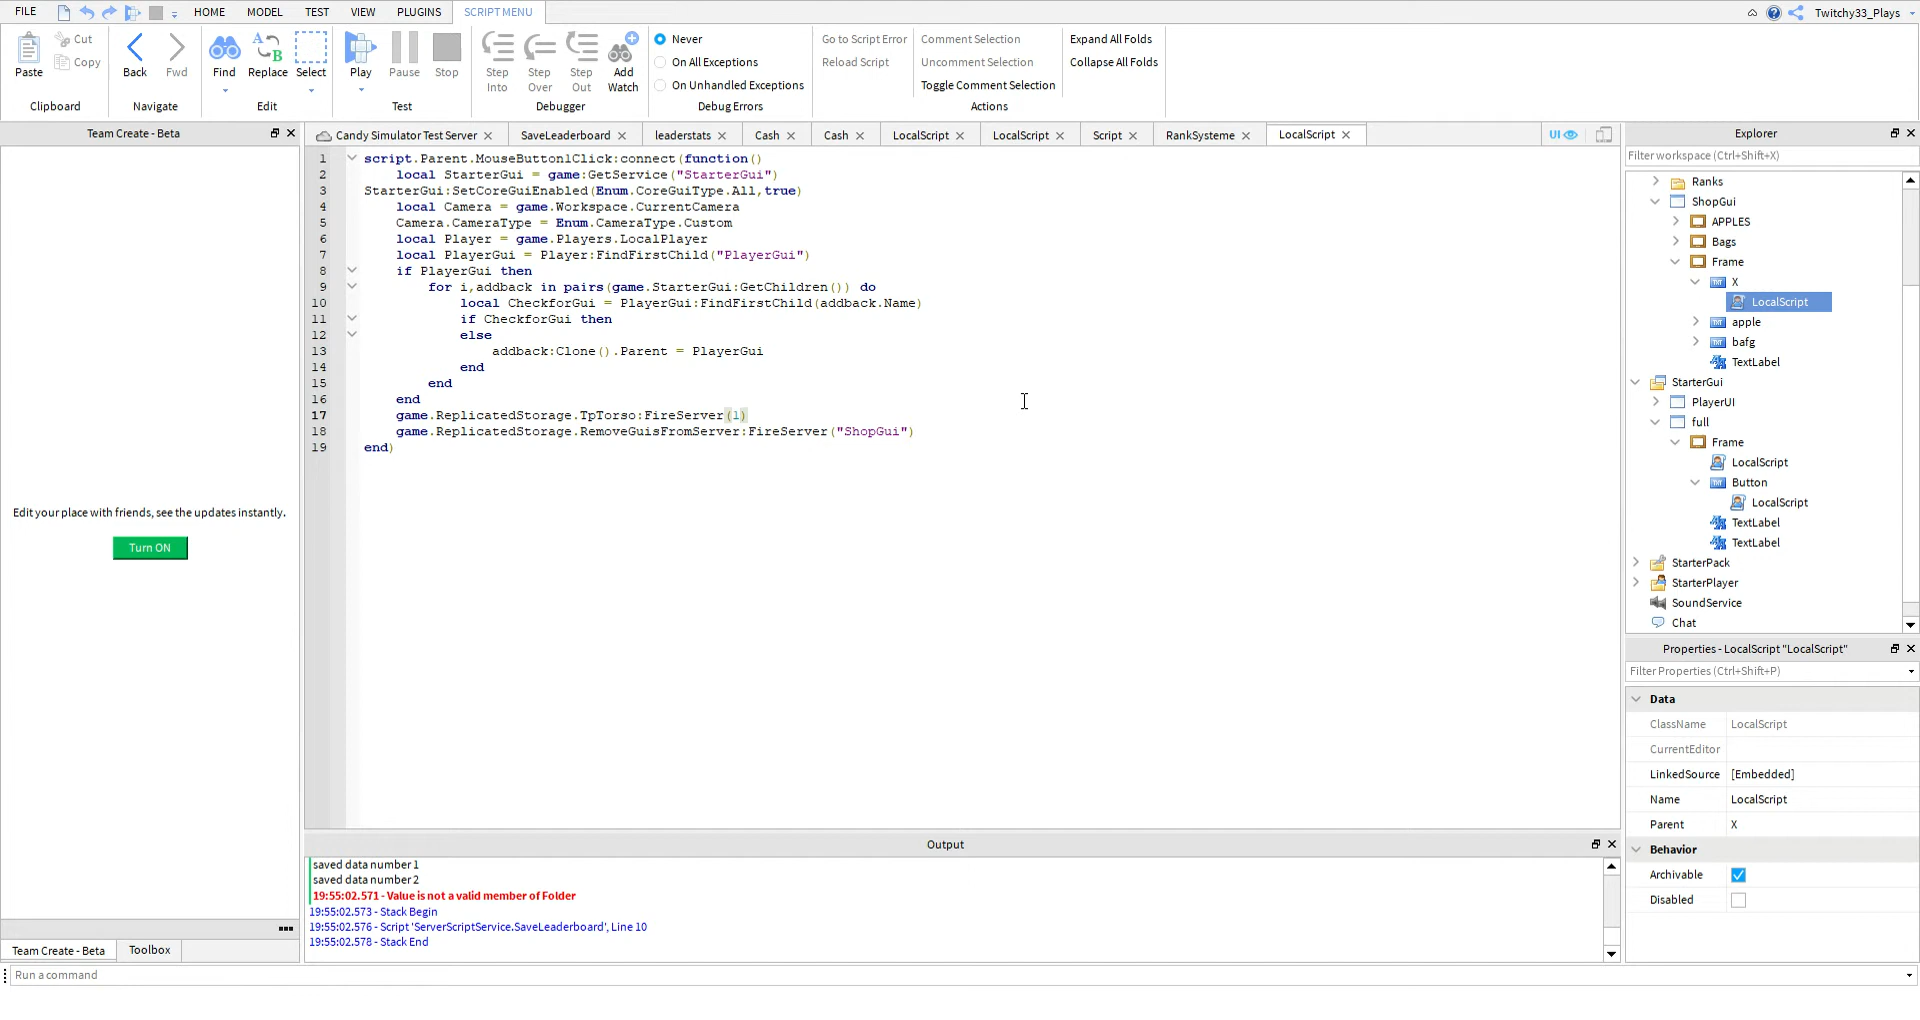 FILE
HOME
MODEL
TEST
VIEW
PLUGINS
SCRIPT MENU
Twitchy33_Plays
Paste
Cut
Copy
Clipboard
Back
Fwd
Navigate
Find
Replace
Select
Edit
Play
Pause
Stop
Test
Step Into
Step Over
Step Out
Add Watch
Debugger
Never
On All Exceptions
On Unhandled Exceptions
Debug Errors
Go to Script Error
Reload Script
Comment Selection
Uncomment Selection
Toggle Comment Selection
Actions
Expand All Folds
Collapse All Folds
Team Create - Beta
Edit your place with friends, see the updates instantly.
Turn ON
Team Create - Beta
Toolbox
Candy Simulator Test Server
SaveLeaderboard
leaderstats
Cash
Cash
LocalScript
LocalScript
Script
RankSysteme
LocalScript
UI
1 script.Parent.MouseButton1Click:connect(function()
2 local StarterGui = game:GetService("StarterGui")
3 StarterGui:SetCoreGuiEnabled(Enum.CoreGuiType.All,true)
4 local Camera = game.Workspace.CurrentCamera
5 Camera.CameraType = Enum.CameraType.Custom
6 local Player = game.Players.LocalPlayer
7 local PlayerGui = Player:FindFirstChild("PlayerGui")
8 if PlayerGui then
9 for i,addback in pairs(game.StarterGui:GetChildren()) do
10 local CheckforGui = PlayerGui:FindFirstChild(addback.Name)
11 if CheckforGui then
12 else
13 addback:Clone().Parent = PlayerGui
14 end
15 end
16 end
17 game.ReplicatedStorage.TpTorso:FireServer(1)
18 game.ReplicatedStorage.RemoveGuisFromServer:FireServer("ShopGui")
19 end)
Output
saved data number 1
saved data number 2
19:55:02.571 - Value is not a valid member of Folder
19:55:02.573 - Stack Begin
19:55:02.576 - Script 'ServerScriptService.SaveLeaderboard', Line 10
19:55:02.578 - Stack End
Run a command
Explorer
Filter workspace (Ctrl+Shift+X)
Ranks
ShopGui
APPLES
Bags
Frame
X
LocalScript
apple
bafg
TextLabel
StarterGui
PlayerUI
full
Frame
LocalScript
Button
LocalScript
TextLabel
TextLabel
StarterPack
StarterPlayer
SoundService
Chat
Properties - LocalScript "LocalScript"
Filter Properties (Ctrl+Shift+P)
Data
ClassName LocalScript
CurrentEditor
LinkedSource [Embedded]
Name LocalScript
Parent X
Behavior
Archivable
Disabled